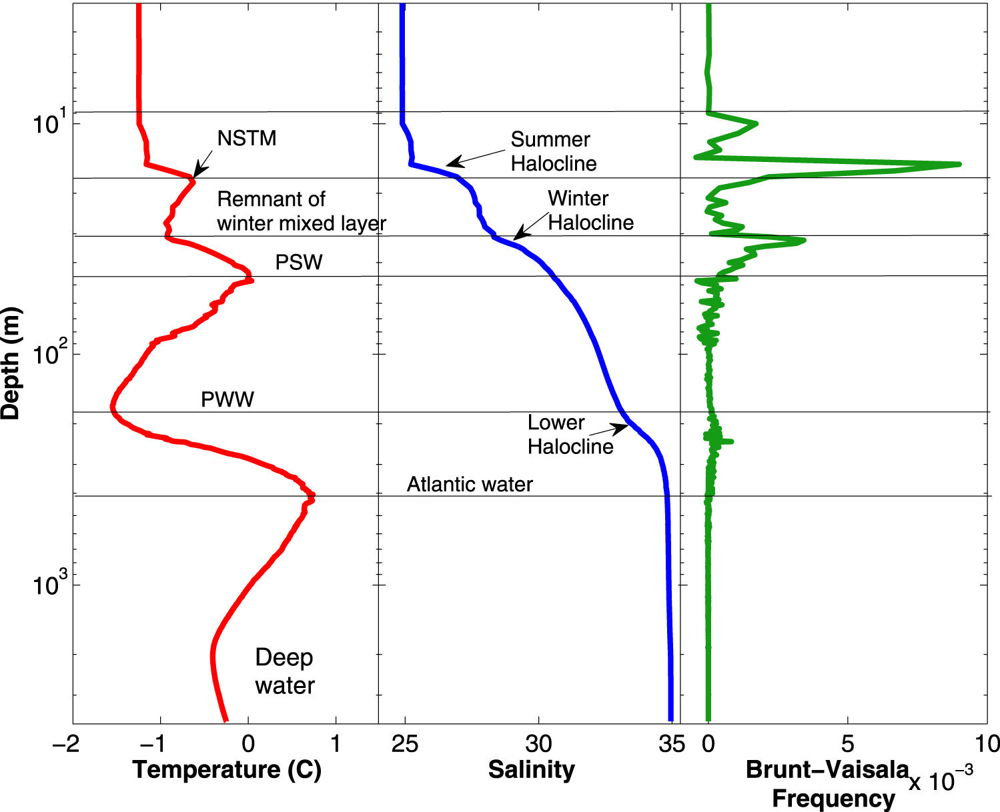 NSTM
Remnant of
winter mixed layer
PSW
PWW
Deep
water
Summer
Halocline
Winter
Halocline
Lower
Halocline
Atlantic water
Depth (m)
10^1
10^2
10^3
−2 −1 0 1
25 30 35
0 5 10
Temperature (C)
Salinity
Brunt−Vaisala
x 10^−3
Frequency